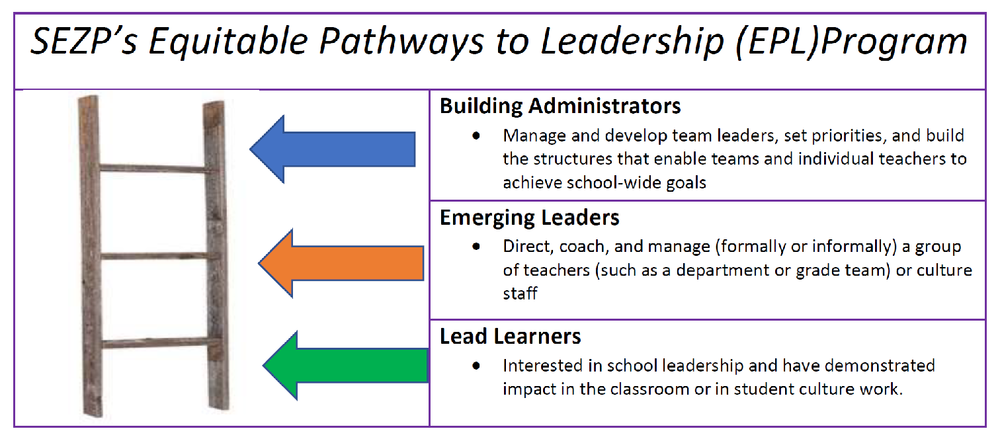 SEZP’s Equitable Pathways to Leadership (EPL)Program
Building Administrators
● Manage and develop team leaders, set priorities, and build
the structures that enable teams and individual teachers to
achieve school-wide goals
Emerging Leaders
● Direct, coach, and manage (formally or informally) a group
of teachers (such as a department or grade team) or culture
staff
Lead Learners
● Interested in school leadership and have demonstrated
impact in the classroom or in student culture work.